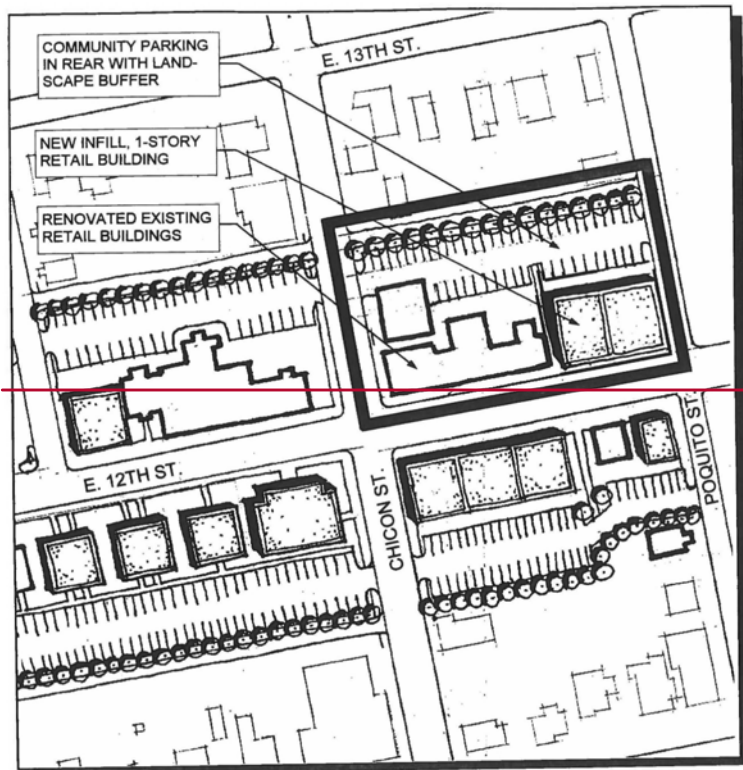 COMMUNITY PARKING
IN REAR WITH LAND-
SCAPE BUFFER
E. 13TH ST.
NEW INFILL, 1-STORY
RETAIL BUILDING
RENOVATED EXISTING
RETAIL BUILDINGS
E. 12TH ST.
CHICON ST.
POQUITO ST.